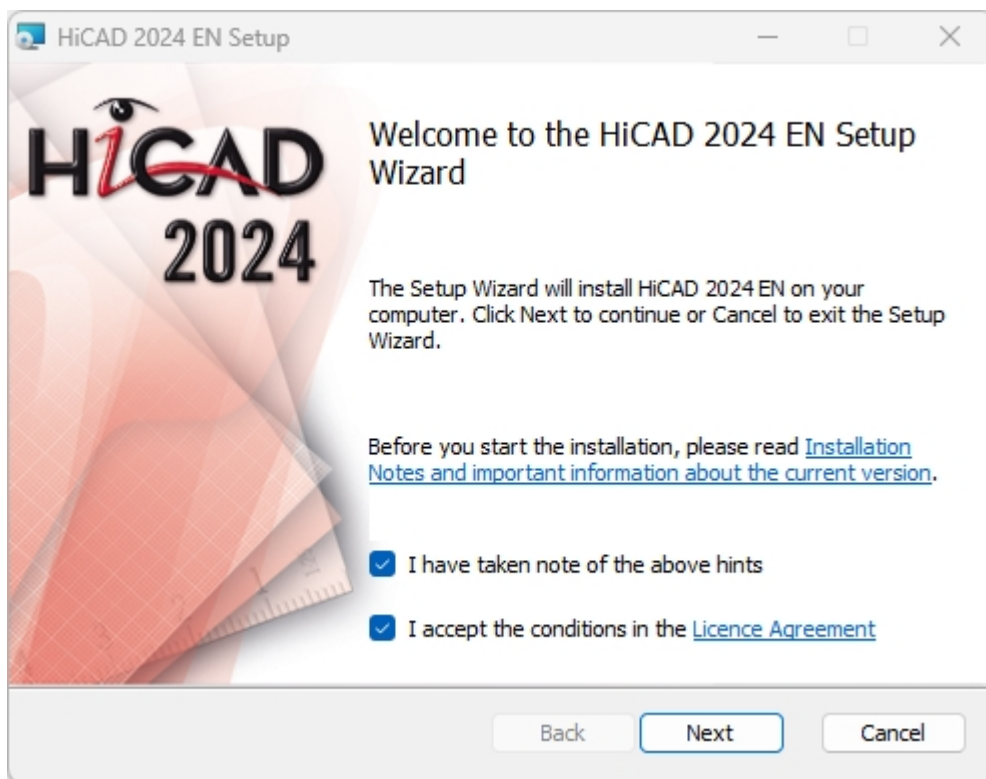 HiCAD 2024 EN Setup
HiCAD
2024
Welcome to the HiCAD 2024 EN Setup
Wizard
The Setup Wizard will install HiCAD 2024 EN on your
computer. Click Next to continue or Cancel to exit the Setup
Wizard.
Before you start the installation, please read Installation
Notes and important information about the current version.
I have taken note of the above hints
I accept the conditions in the Licence Agreement
Back
Next
Cancel